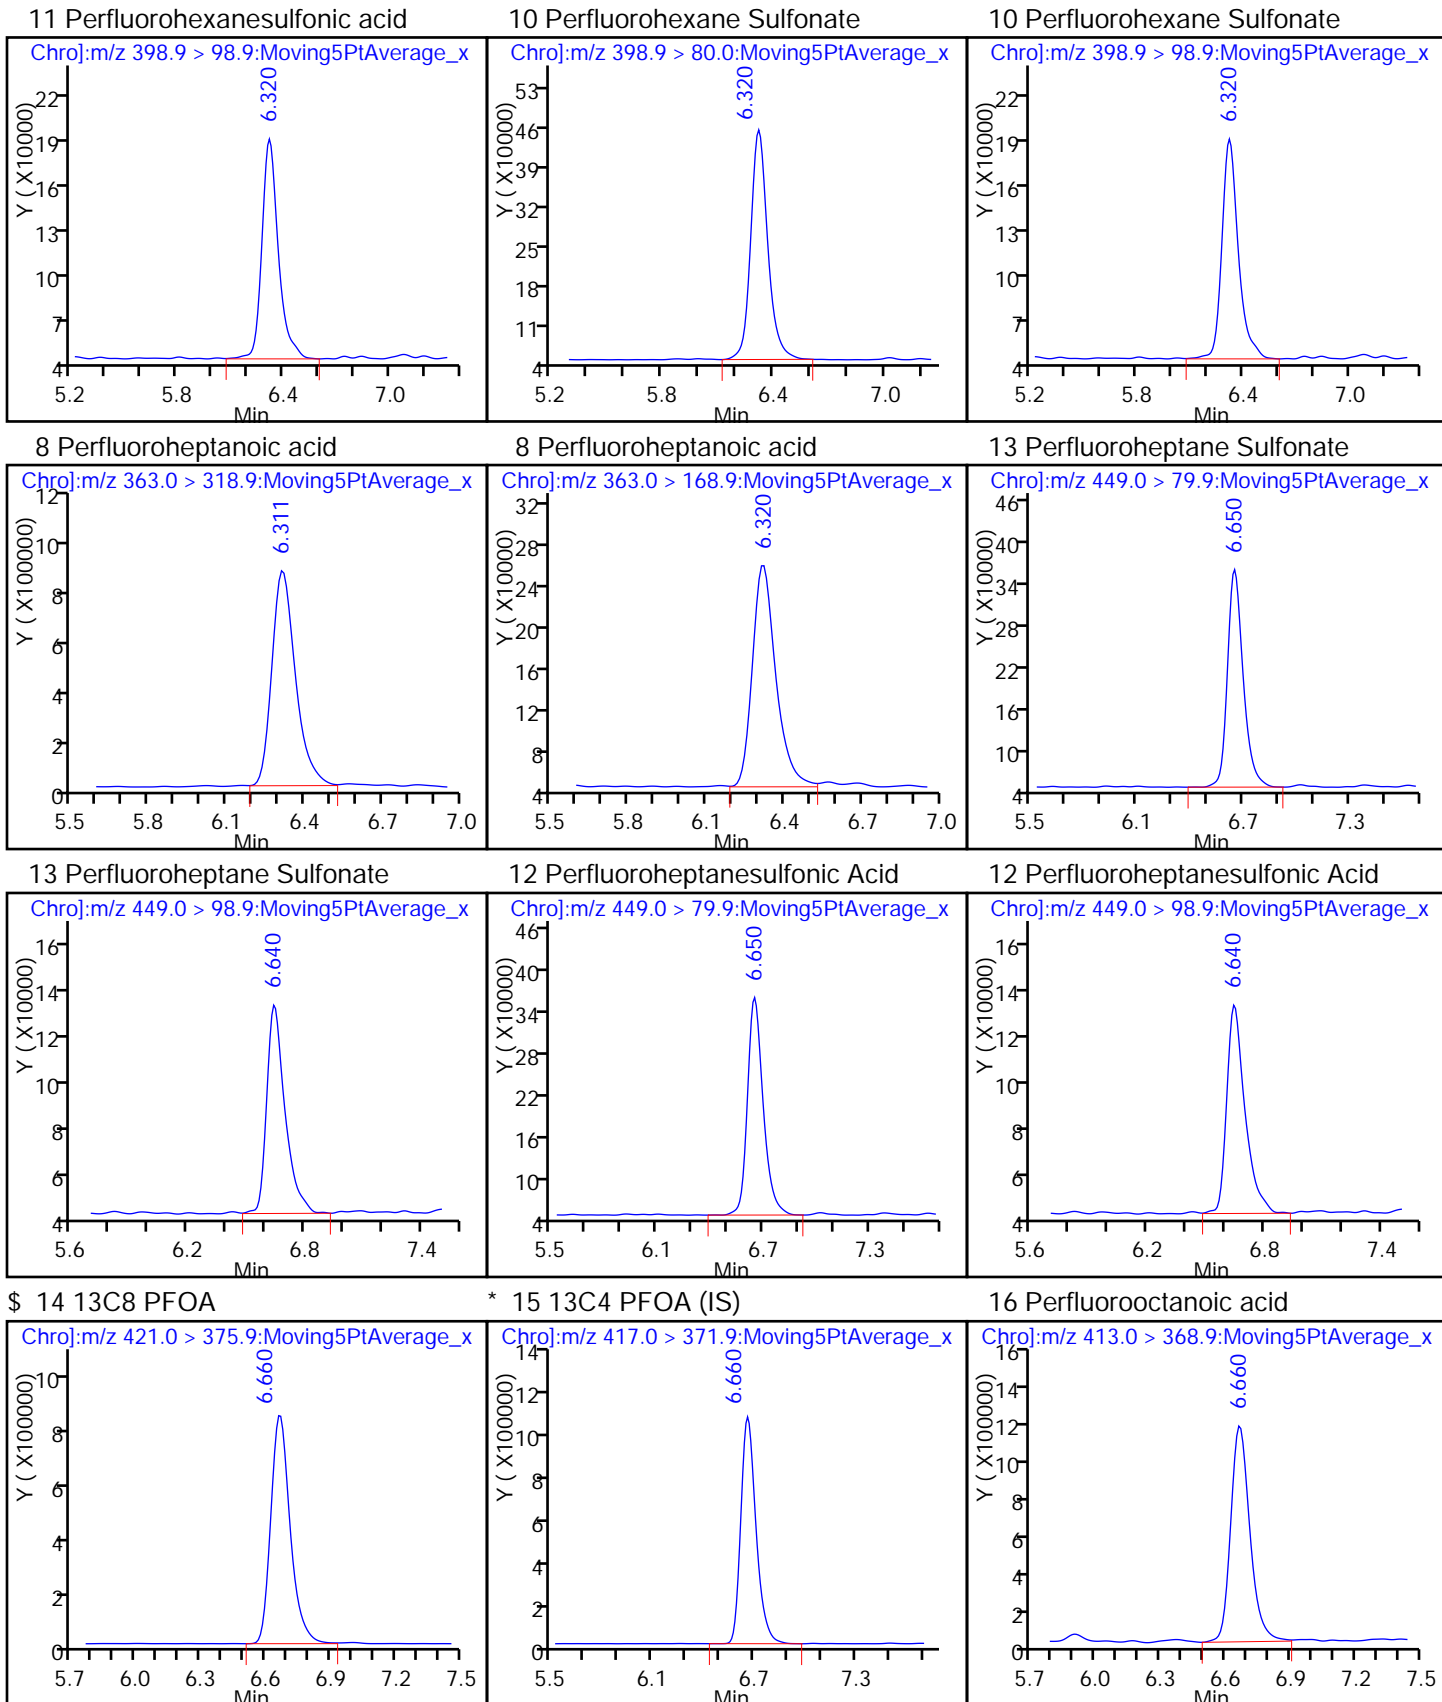 11 Perfluorohexanesulfonic acid
Chro]:m/z 398.9 > 98.9:Moving5PtAverage_x
Y ( X10000)
6.320
22
19
16
13
10
7
4
5.2 5.8 6.4 7.0
Min
10 Perfluorohexane Sulfonate
Chro]:m/z 398.9 > 80.0:Moving5PtAverage_x
Y ( X10000)
6.320
53
46
39
32
25
18
11
4
5.2 5.8 6.4 7.0
Min
10 Perfluorohexane Sulfonate
Chro]:m/z 398.9 > 98.9:Moving5PtAverage_x
Y ( X10000)
6.320
22
19
16
13
10
7
4
5.2 5.8 6.4 7.0
Min
8 Perfluoroheptanoic acid
Chro]:m/z 363.0 > 318.9:Moving5PtAverage_x
Y ( X100000)
6.311
12
10
8
6
4
2
0
5.5 5.8 6.1 6.4 6.7 7.0
Min
8 Perfluoroheptanoic acid
Chro]:m/z 363.0 > 168.9:Moving5PtAverage_x
Y ( X10000)
6.320
32
28
24
20
16
12
8
4
5.5 5.8 6.1 6.4 6.7 7.0
Min
13 Perfluoroheptane Sulfonate
Chro]:m/z 449.0 > 79.9:Moving5PtAverage_x
Y ( X10000)
6.650
46
40
34
28
22
16
10
4
5.5 6.1 6.7 7.3
Min
13 Perfluoroheptane Sulfonate
Chro]:m/z 449.0 > 98.9:Moving5PtAverage_x
Y ( X10000)
6.640
16
14
12
10
8
6
4
5.6 6.2 6.8 7.4
Min
12 Perfluoroheptanesulfonic Acid
Chro]:m/z 449.0 > 79.9:Moving5PtAverage_x
Y ( X10000)
6.650
46
40
34
28
22
16
10
4
5.5 6.1 6.7 7.3
Min
12 Perfluoroheptanesulfonic Acid
Chro]:m/z 449.0 > 98.9:Moving5PtAverage_x
Y ( X10000)
6.640
16
14
12
10
8
6
4
5.6 6.2 6.8 7.4
Min
$ 14 13C8 PFOA
Chro]:m/z 421.0 > 375.9:Moving5PtAverage_x
Y ( X100000)
6.660
10
8
6
4
2
0
5.7 6.0 6.3 6.6 6.9 7.2 7.5
Min
* 15 13C4 PFOA (IS)
Chro]:m/z 417.0 > 371.9:Moving5PtAverage_x
Y ( X100000)
6.660
14
12
10
8
6
4
2
0
5.5 6.1 6.7 7.3
Min
16 Perfluorooctanoic acid
Chro]:m/z 413.0 > 368.9:Moving5PtAverage_x
Y ( X100000)
6.660
16
14
12
10
8
6
4
2
0
5.7 6.0 6.3 6.6 6.9 7.2 7.5
Min